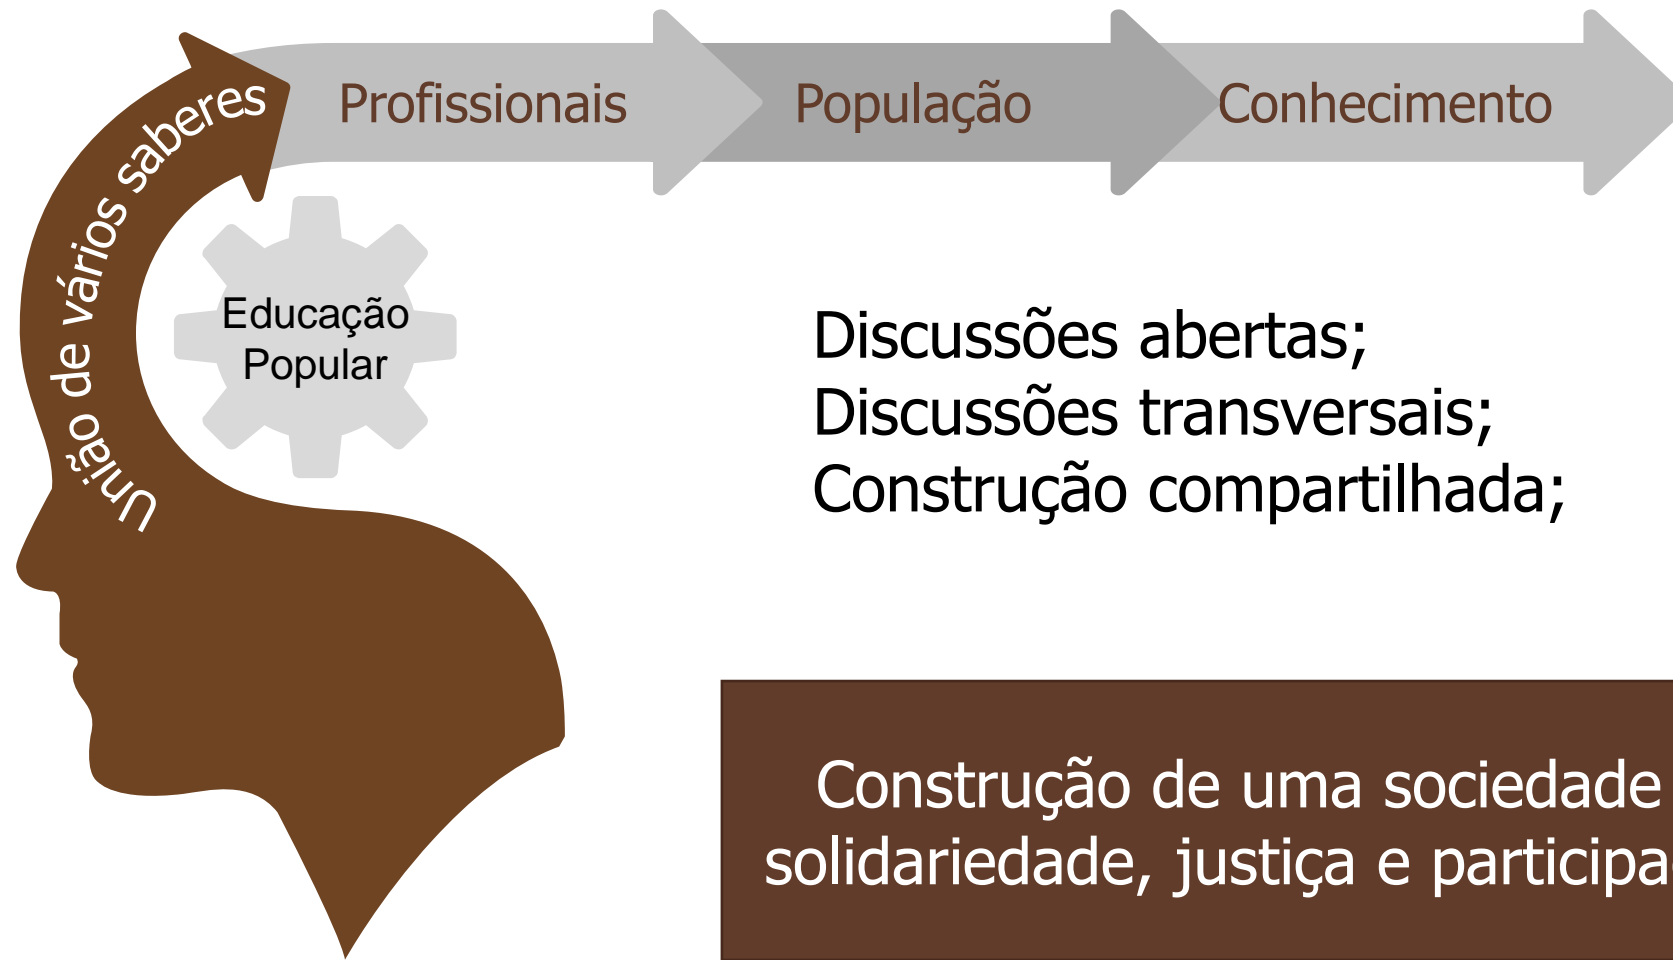 União de vários saberes
Profissionais
População
Conhecimento
Educação
Popular
Discussões abertas;
Discussões transversais;
Construção compartilhada;
Construção de uma sociedade
solidariedade, justiça e